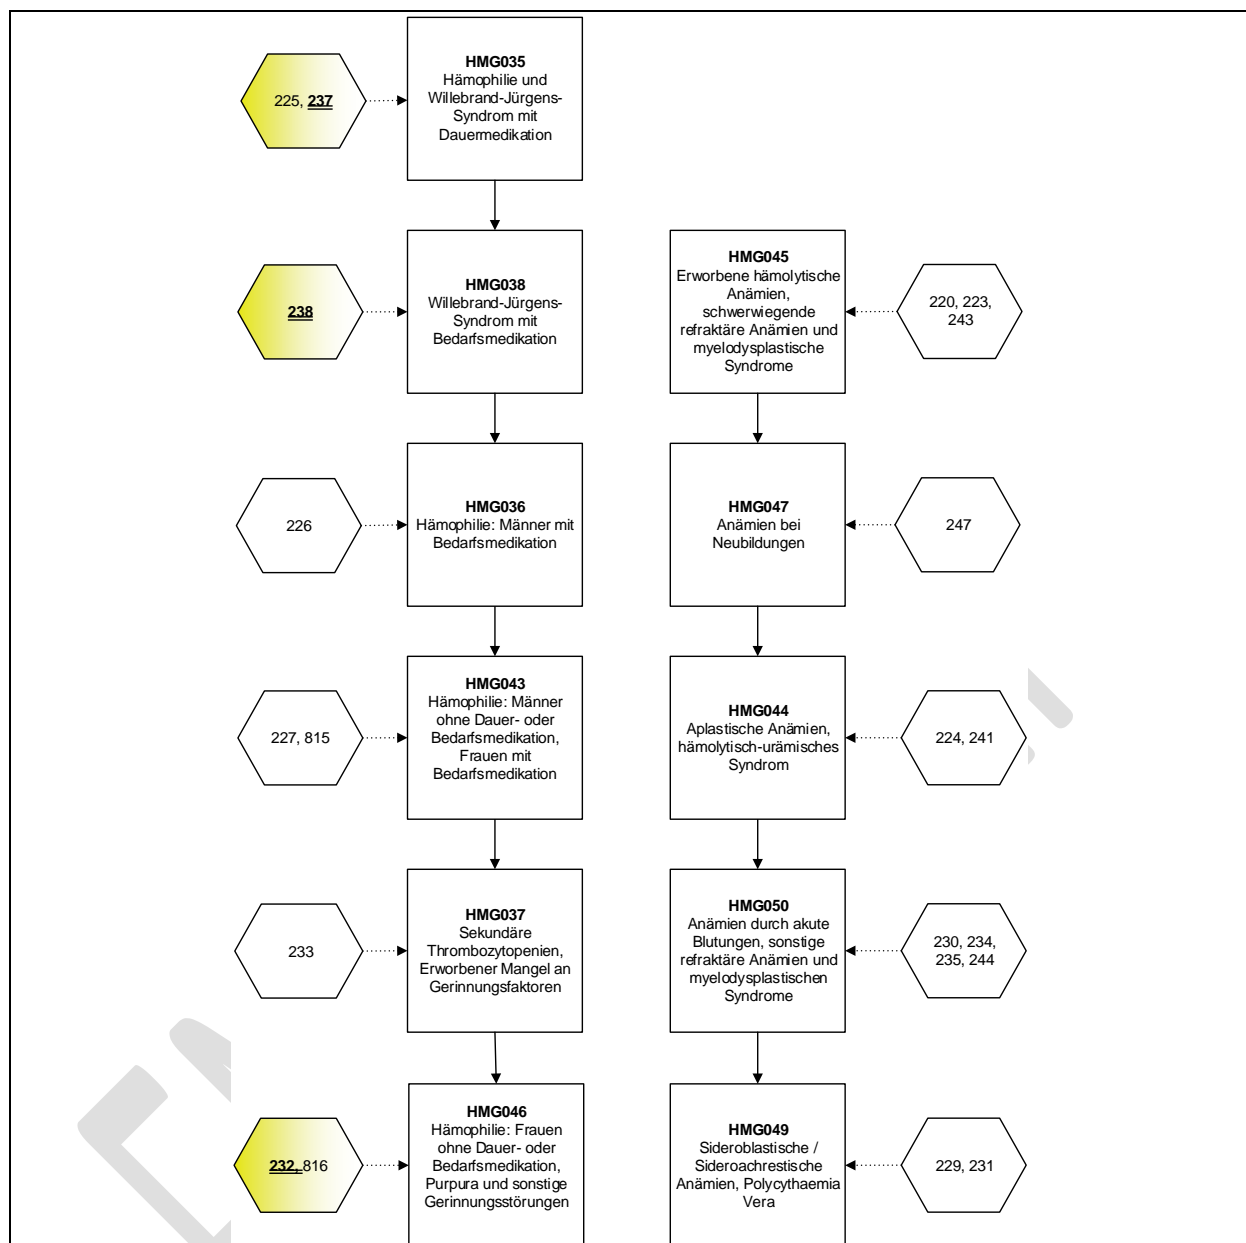 225, 237
HMG035
Hämophilie und
Willebrand-Jürgens-
Syndrom mit
Dauermedikation
238
HMG038
Willebrand-Jürgens-
Syndrom mit
Bedarfsmedikation
HMG045
Erworbene hämolytische
Anämien,
schwerwiegende
refraktäre Anämien und
myelodysplastische
Syndrome
220, 223,
243
226
HMG036
Hämophilie: Männer mit
Bedarfsmedikation
HMG047
Anämien bei
Neubildungen
247
227, 815
HMG043
Hämophilie: Männer
ohne Dauer- oder
Bedarfsmedikation,
Frauen mit
Bedarfsmedikation
HMG044
Aplastische Anämien,
hämolytisch-urämisches
Syndrom
224, 241
233
HMG037
Sekundäre
Thrombozytopenien,
Erworbener Mangel an
Gerinnungsfaktoren
HMG050
Anämien durch akute
Blutungen, sonstige
refraktäre Anämien und
myelodysplastischen
Syndrome
230, 234,
235, 244
232, 816
HMG046
Hämophilie: Frauen
ohne Dauer- oder
Bedarfsmedikation,
Purpura und sonstige
Gerinnungsstörungen
HMG049
Sideroblastische /
Sideroachrestische
Anämien, Polycythaemia
Vera
229, 231